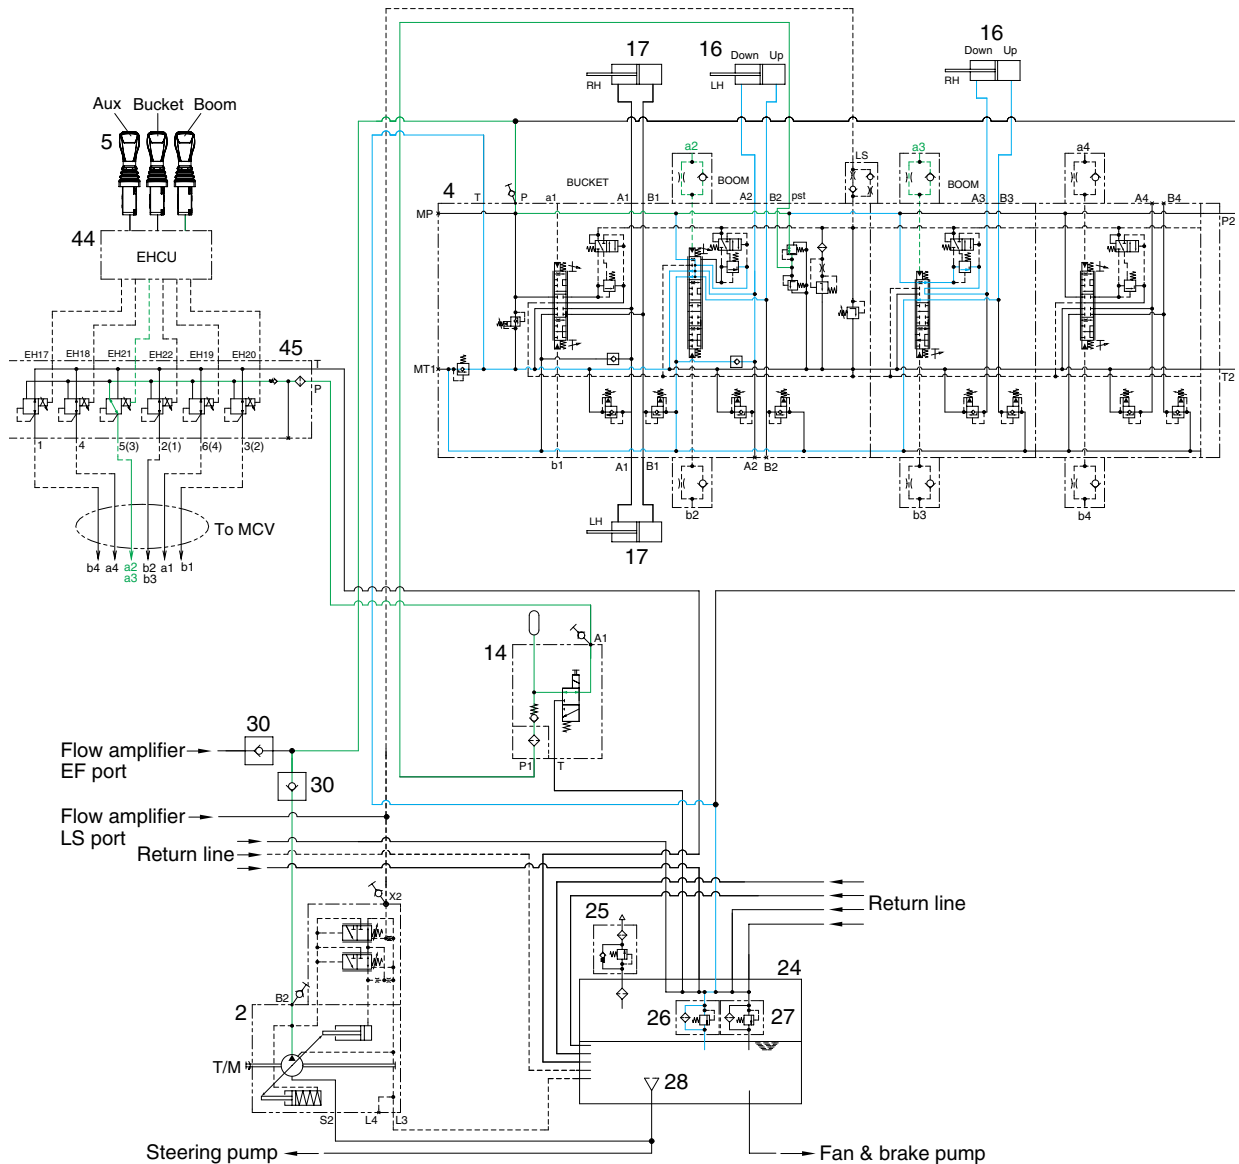 17
16
16
Down Up
Down Up
RH
LH
RH
Aux Bucket Boom
5
a2
LS
a3
a4
BUCKET
BOOM
BOOM
4
T
P
a1
A1
B1
A2
B2
pst
A3
B3
A4
B4
MP
P2
44
EHCU
EH17
EH18
EH21
EH22
EH19
EH20
45
T
P
MT1
T2
1
4
5(3)
2(1)
6(4)
3(2)
b1
A1
B1
A2
B2
b2
b3
b4
To MCV
LH
17
b4
a4
a2
a3
b2
b3
a1
b1
A1
14
30
Flow amplifier
EF port
P1
T
30
Flow amplifier
LS port
Return line
X2
25
Return line
24
B2
2
26
27
T/M
28
S2
L4
L3
Steering pump
Fan & brake pump